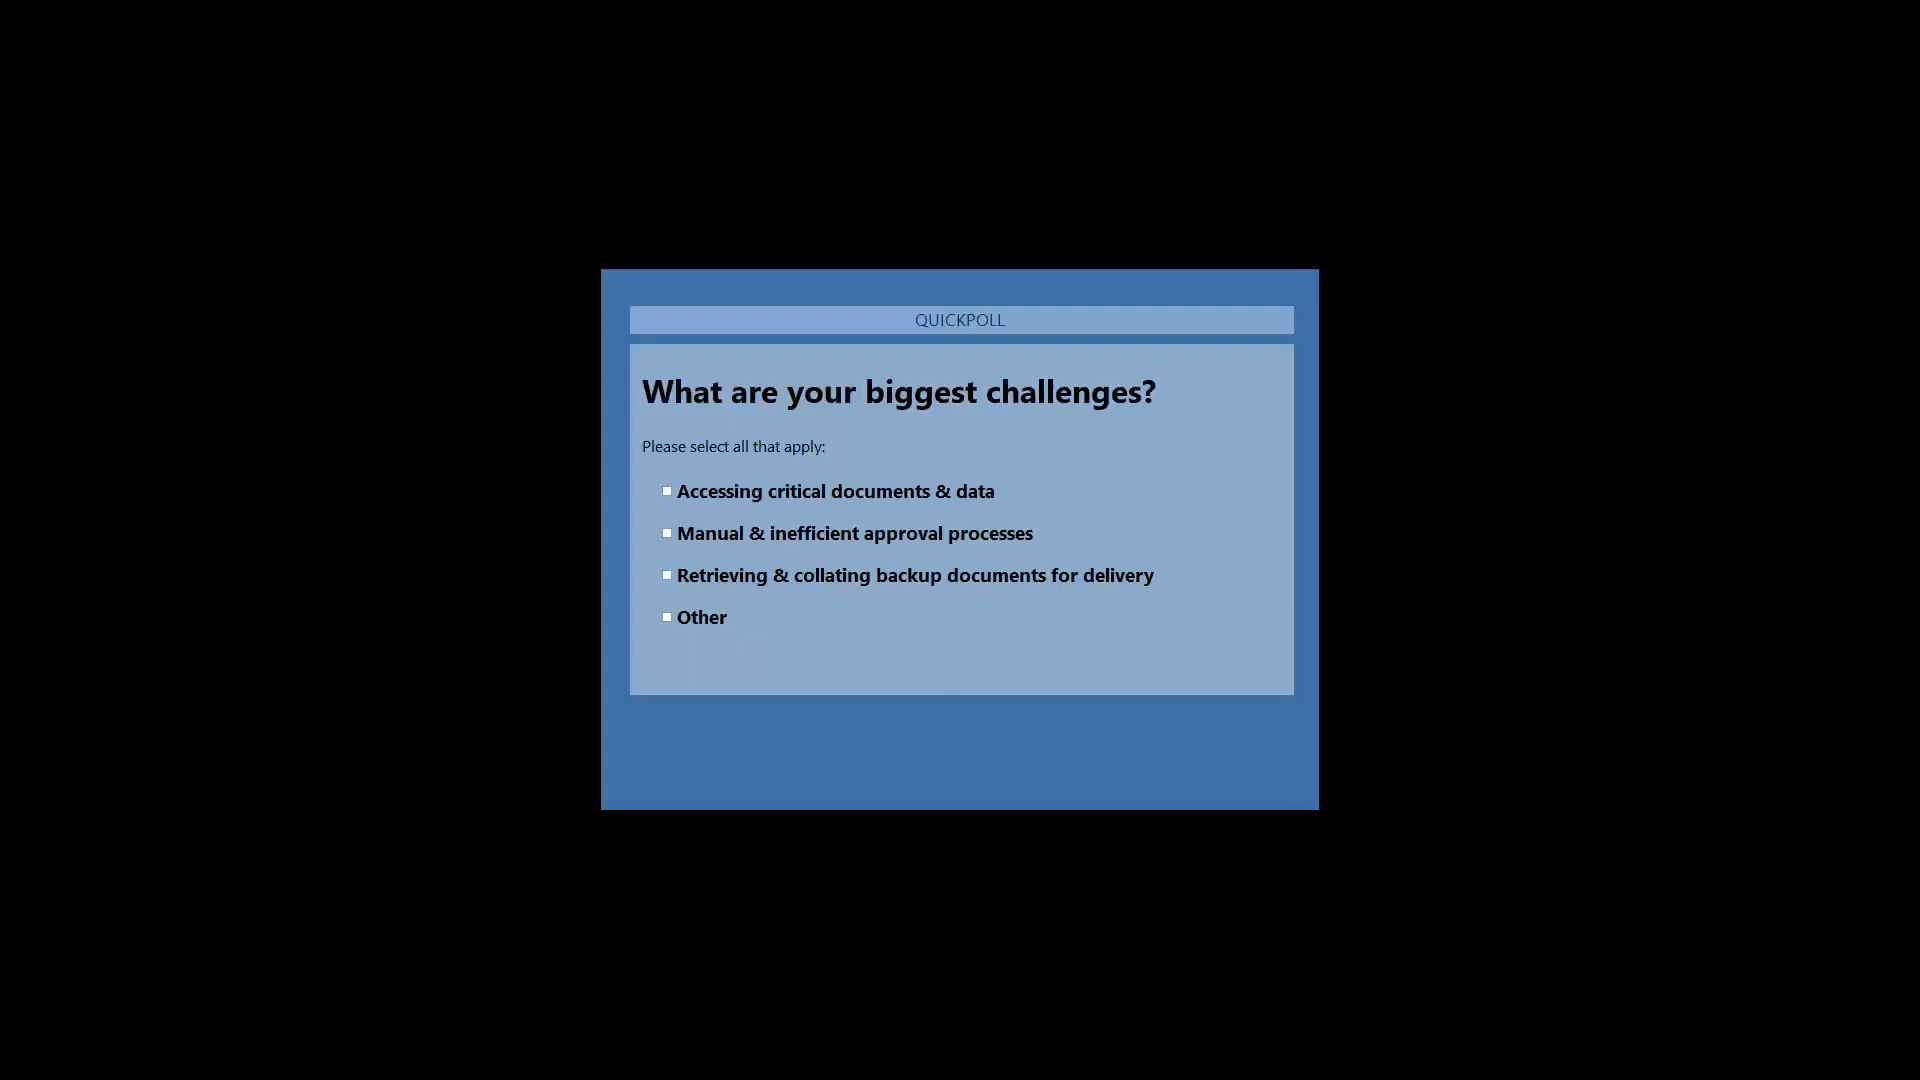 QUICKPOLL
What are your biggest challenges?
Please select all that apply:
Accessing critical documents & data
Manual & inefficient approval processes
Retrieving & collating backup documents for delivery
Other